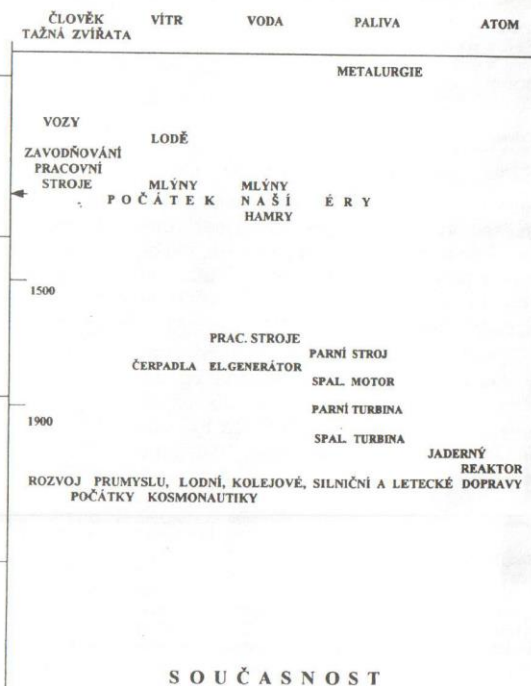 ČLOVĚK VÍTR VODA PALIVA ATOM
TAŽNÁ ZVÍŘATA
METALURGIE
VOZY
LODĚ
ZAVODŇOVÁNÍ
PRACOVNÍ
STROJE MLÝNY MLÝNY
POČÁTEK NAŠÍ ÉRY
HAMRY
1500
PRAC. STROJE
PARNÍ STROJ
ČERPADLA EL.GENERÁTOR
SPAL. MOTOR
PARNÍ TURBINA
1900
SPAL. TURBINA
JADERNÝ
REAKTOR
ROZVOJ PRUMYSLU, LODNÍ, KOLEJOVÉ, SILNIČNÍ A LETECKÉ DOPRAVY
POČÁTKY KOSMONAUTIKY
SOUČASNOST